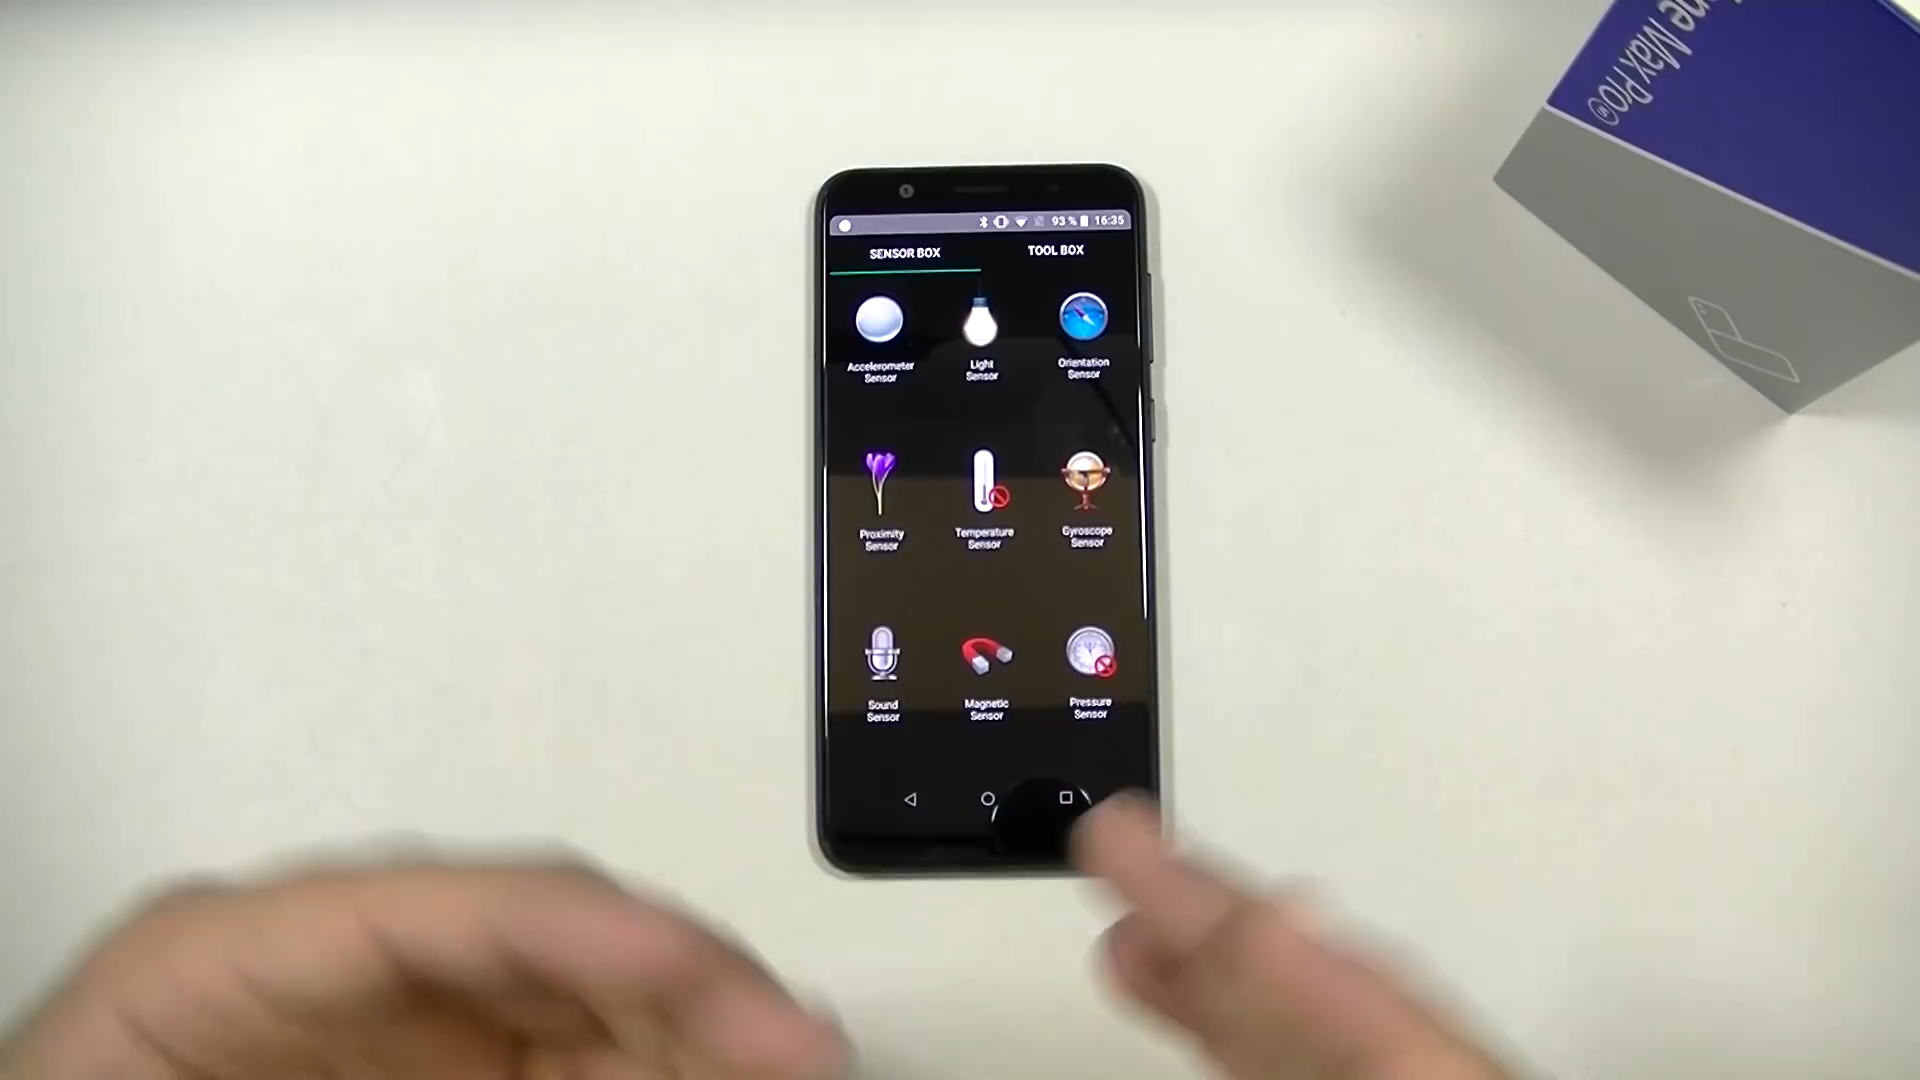 one Max Pro
93 % 16:35
SENSOR BOX
TOOL BOX
Accelerometer
Sensor
Light
Sensor
Orientation
Sensor
Proximity
Sensor
Temperature
Sensor
Gyroscope
Sensor
Sound
Sensor
Magnetic
Sensor
Pressure
Sensor